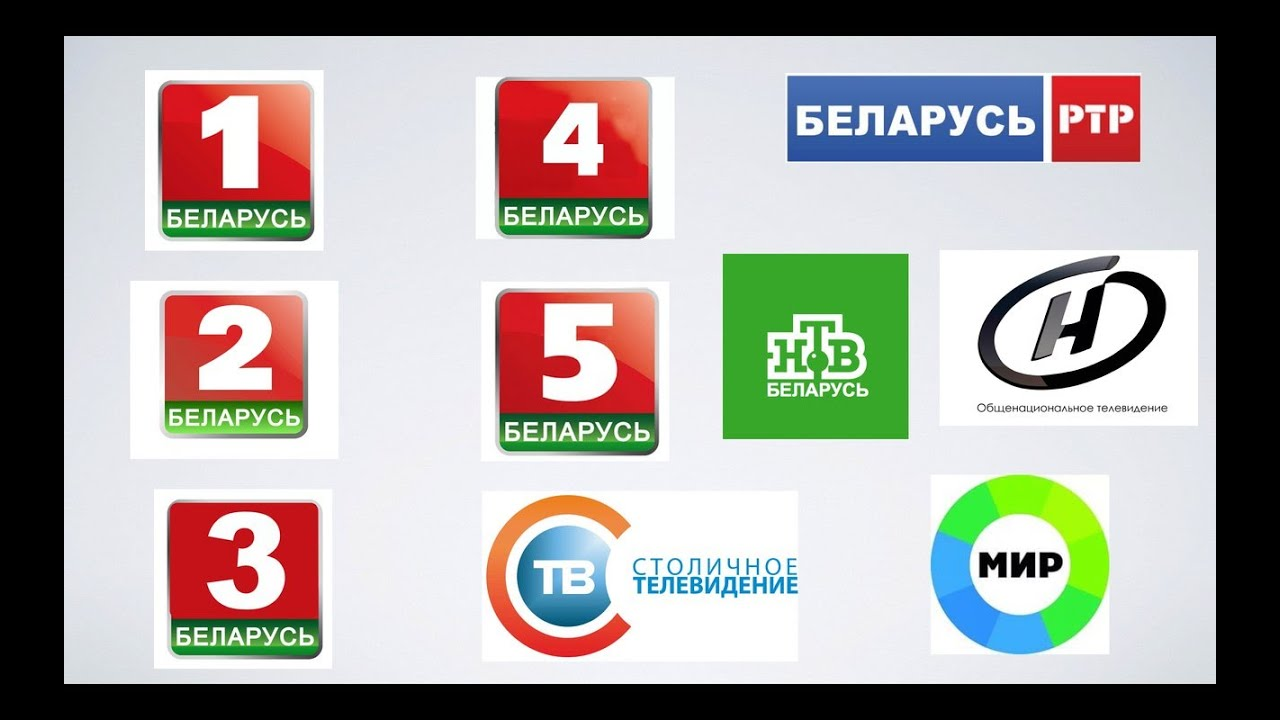 1
БЕЛАРУСЬ
4
БЕЛАРУСЬ
БЕЛАРУСЬ РТР
2
БЕЛАРУСЬ
5
БЕЛАРУСЬ
НТВ
БЕЛАРУСЬ
Н
Общенациональное телевидение
3
БЕЛАРУСЬ
ТВ
СТОЛИЧНОЕ
ТЕЛЕВИДЕНИЕ
МИР